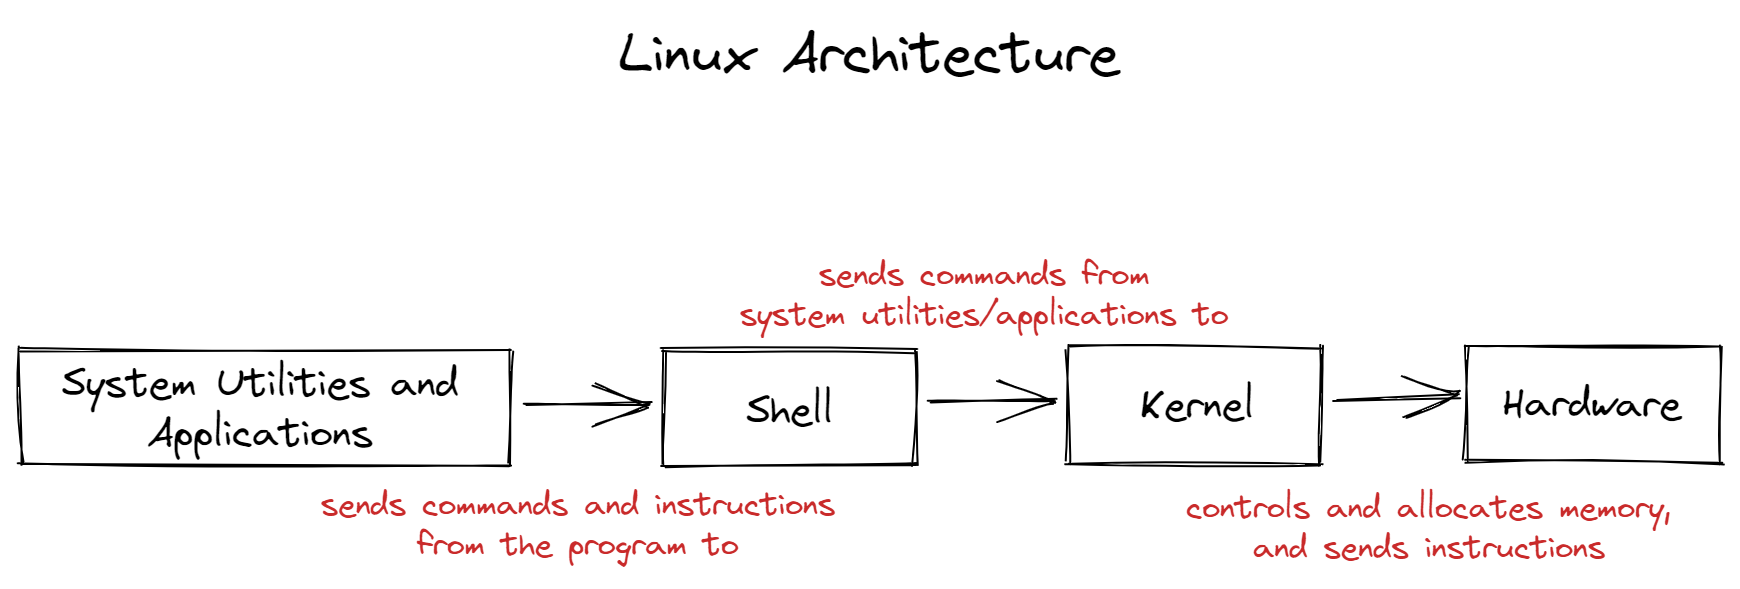 Linux Architecture
sends commands from
system utilities/applications to
System Utilities and
Applications
Shell
Kernel
Hardware
sends commands and instructions
from the program to
controls and allocates memory,
and sends instructions